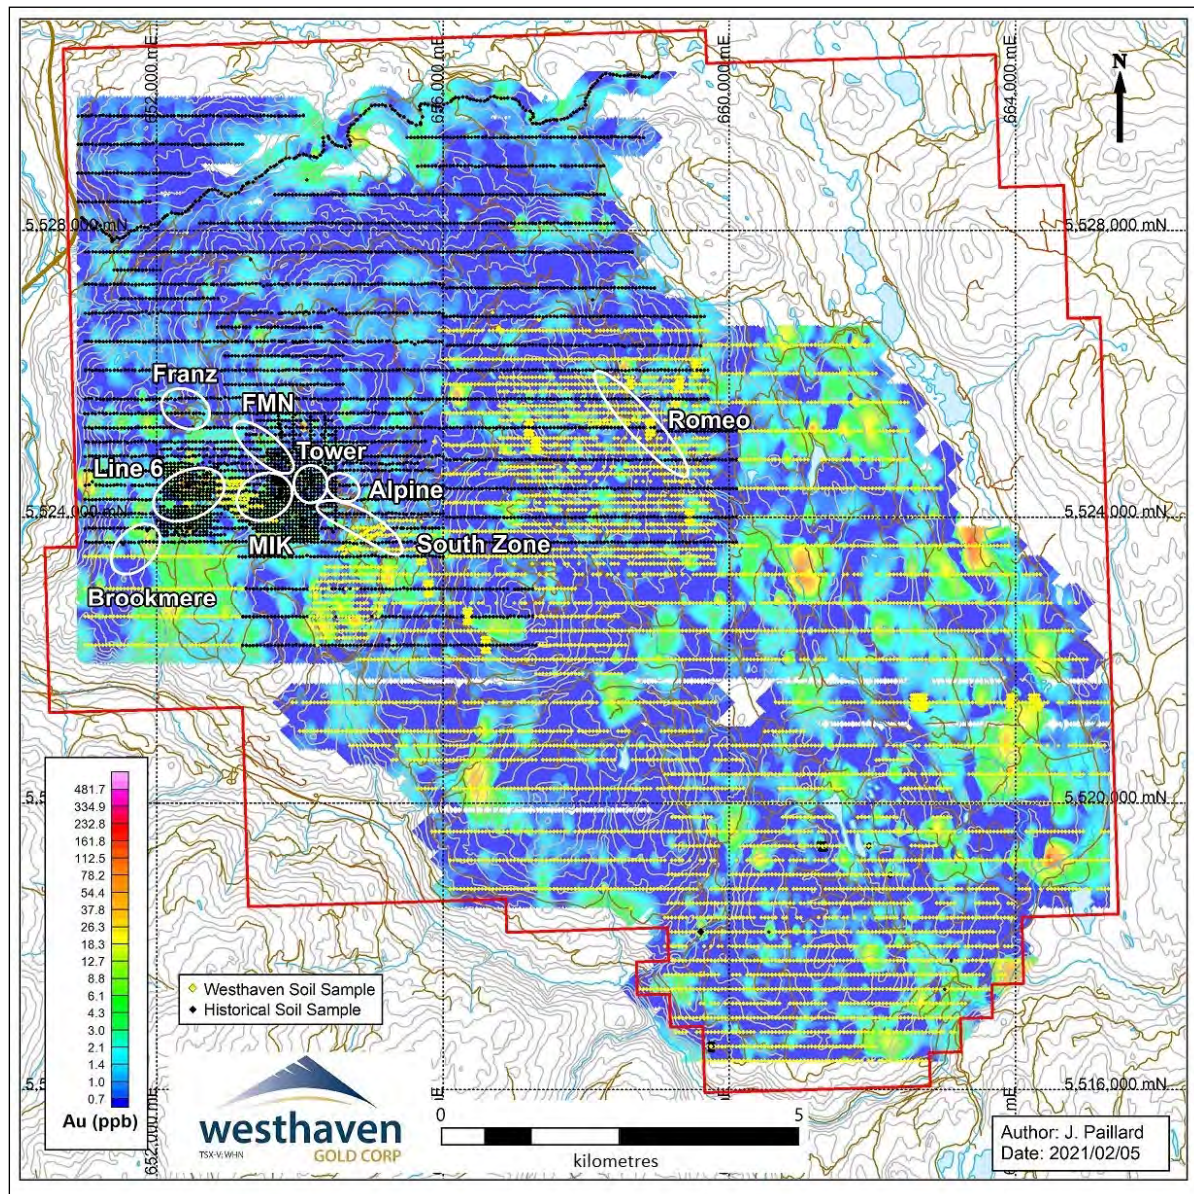 652,000 mE
656,000 mE
660,000 mE
664,000 mE
N
5,528,000 mN
5,528,000 mN
Franz
FMN
Tower
Romeo
Line 6
Alpine
5,524,000 mN
5,524,000 mN
MIK
South Zone
Brookmere
481.7
334.9
232.8
161.8
112.5
78.2
54.4
37.8
26.3
18.3
12.7
8.8
6.1
4.3
3.0
2.1
1.4
1.0
0.7
Au (ppb)
5,520,000 mN
Westhaven Soil Sample
Historical Soil Sample
5,516,000 mN
652,000 mE
westhaven
TSX-V:WHN
GOLD CORP
0
5
kilometres
Author: J. Paillard
Date: 2021/02/05